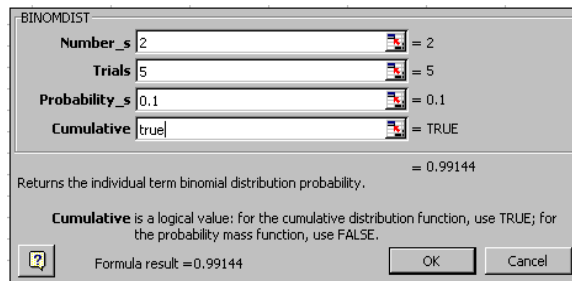 BINOMDIST
Number_s 2 = 2
Trials 5 = 5
Probability_s 0.1 = 0.1
Cumulative true = TRUE
= 0.99144
Returns the individual term binomial distribution probability.
Cumulative is a logical value: for the cumulative distribution function, use TRUE; for
the probability mass function, use FALSE.
? Formula result =0.99144 OK Cancel